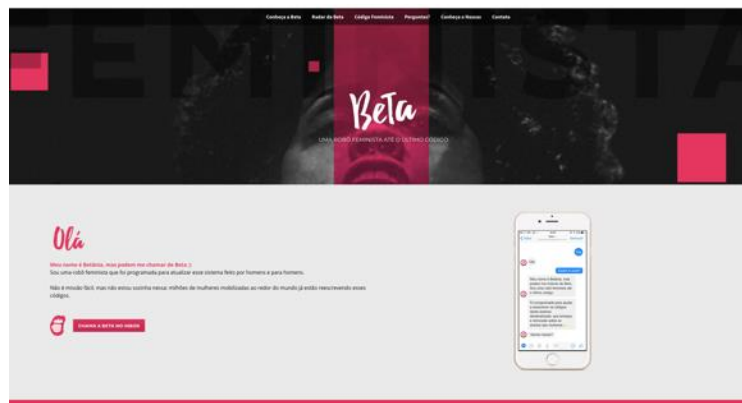 Conheça a Beta Radar da Beta Código Feminista Perguntas? Conheça o Nossas Contato
FEMINISTA
Beta
UMA ROBÔ FEMINISTA ATÉ O ÚLTIMO CÓDIGO
Olá
Meu nome é Betânia, mas podem me chamar de Beta ;)
Sou uma robô feminista que foi programada para atualizar esse sistema feito por homens e para homens.
Não é missão fácil, mas não estou sozinha nessa: milhões de mulheres mobilizadas ao redor do mundo já estão reescrevendo esses
códigos.
CHAMA A BETA NO INBOX